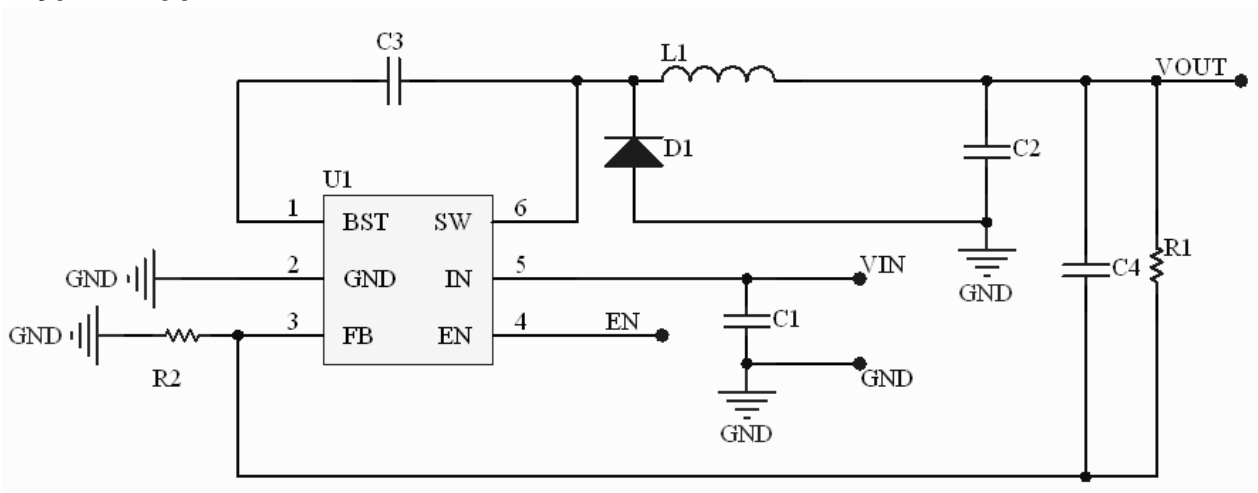 C3
L1
VOUT
D1
C2
U1
1
BST
SW
6
2
GND
IN
5
GND
VIN
GND
C4
R1
3
FB
EN
4
EN
GND
C1
R2
GND
GND